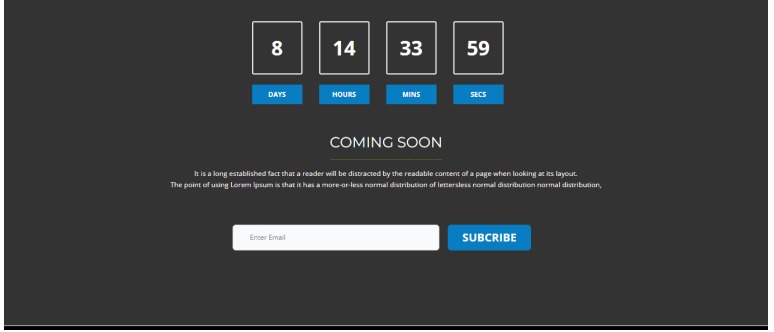 8 14 33 59
DAYS HOURS MINS SECS
COMING SOON
It is a long established fact that a reader will be distracted by the readable content of a page when looking at its layout.
The point of using Lorem Ipsum is that it has a more-or-less normal distribution of lettersless normal distribution normal distribution,
Enter Email SUBCRIBE